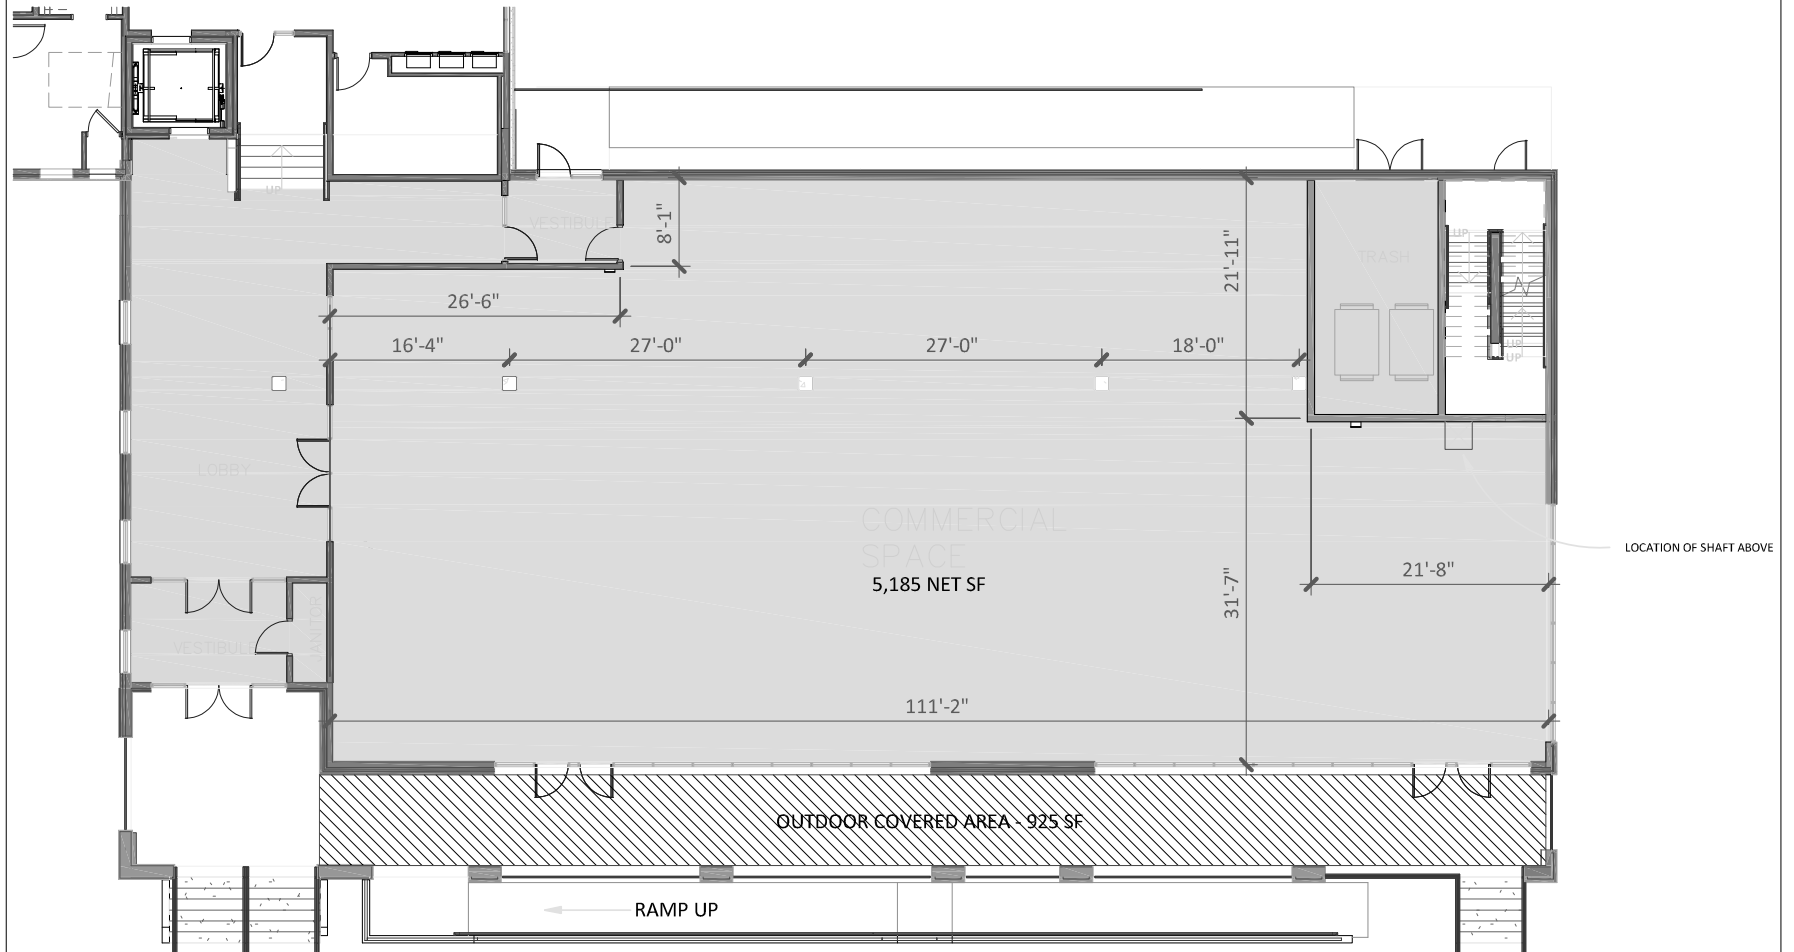 UP
VESTIBULE
8'-1"
21'-11"
UP
TRASH
26'-6"
16'-4"
27'-0"
27'-0"
18'-0"
UP
UP
LOBBY
COMMERCIAL
SPACE
5,185 NET SF
LOCATION OF SHAFT ABOVE
21'-8"
31'-7"
JANITOR
VESTIBULE
111'-2"
OUTDOOR COVERED AREA - 925 SF
RAMP UP